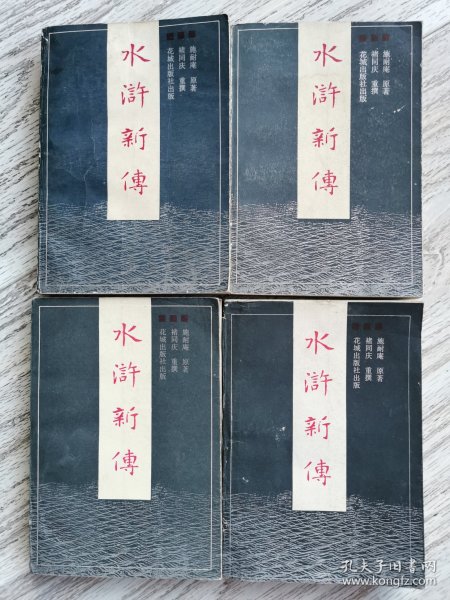 水滸新傳
施耐庵 原著
褚同庆 重撰
花城出版社出版
水滸新傳
施耐庵 原著
褚同庆 重撰
花城出版社出版
水滸新傳
施耐庵 原著
褚同庆 重撰
花城出版社出版
水滸新傳
施耐庵 原著
褚同庆 重撰
花城出版社出版
孔夫子旧书网
www.kongfz.com